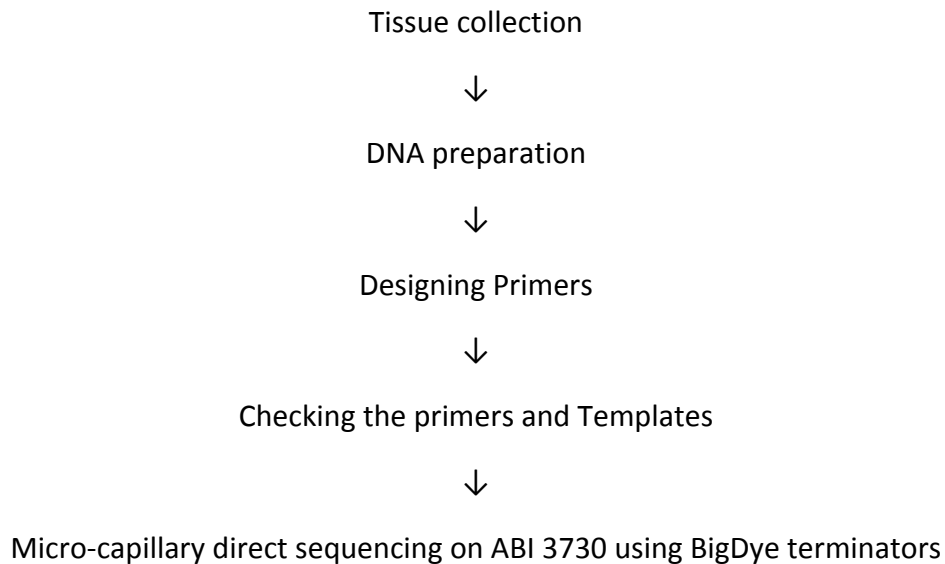 Tissue collection
↓
DNA preparation
↓
Designing Primers
↓
Checking the primers and Templates
↓
Micro-capillary direct sequencing on ABI 3730 using BigDye terminators